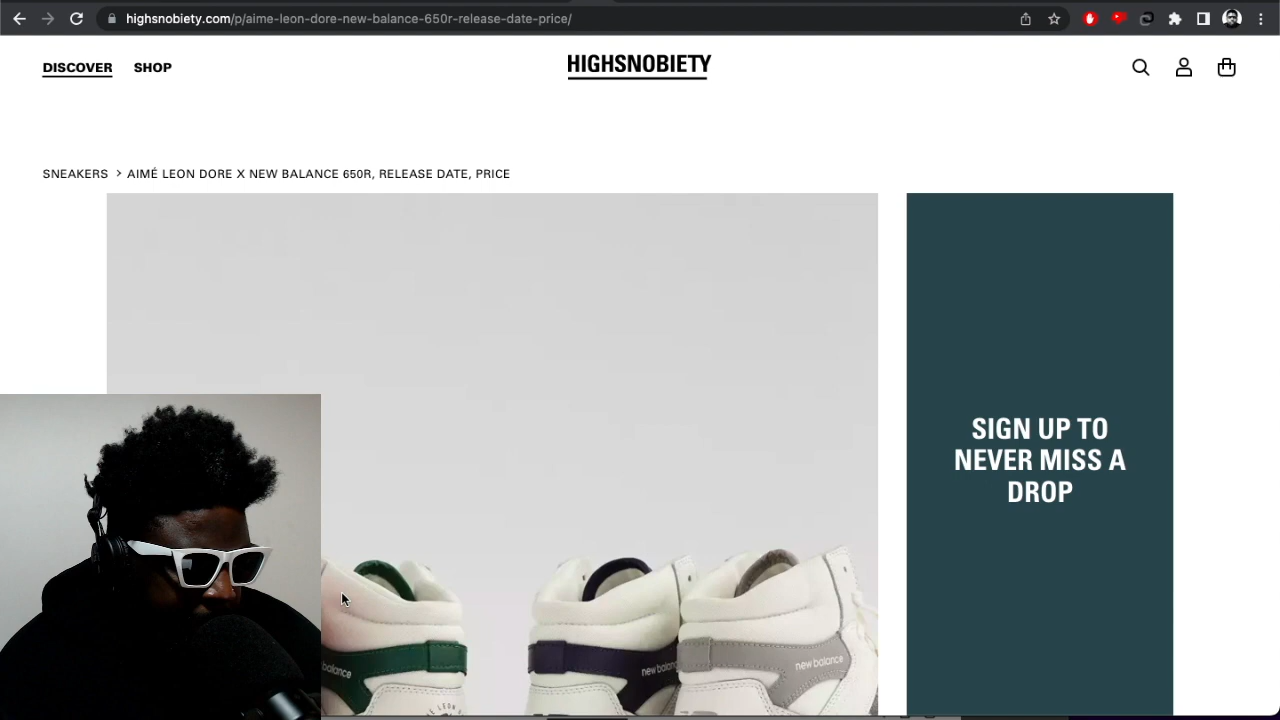 highsnobiety.com/p/aime-leon-dore-new-balance-650r-release-date-price/
DISCOVER SHOP HIGHSNOBIETY
SNEAKERS > AIMÉ LEON DORE X NEW BALANCE 650R, RELEASE DATE, PRICE
SIGN UP TO
NEVER MISS A
DROP
balance
new balance
new balance